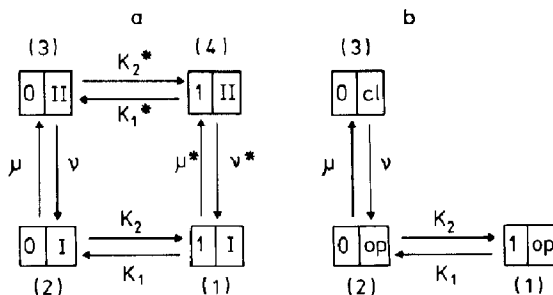 a b
(3) (4) (3)
K₂*
0 II 1 II 0 cl
K₁*
μ ν μ* ν* μ ν
K₂ K₂
0 I 1 I 0 op 1 op
K₁ K₁
(2) (1) (2) (1)